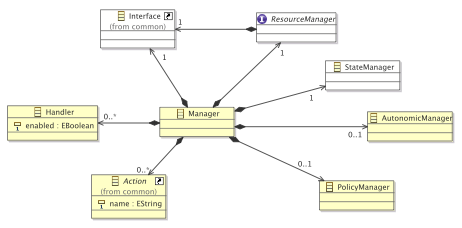 Interface
(from common)
1
I ResourceManager
1
1
StateManager
1
Handler
enabled : EBoolean
0..*
Manager
AutonomicManager
0..1
0..*
Action
(from common)
name : EString
0..1
PolicyManager